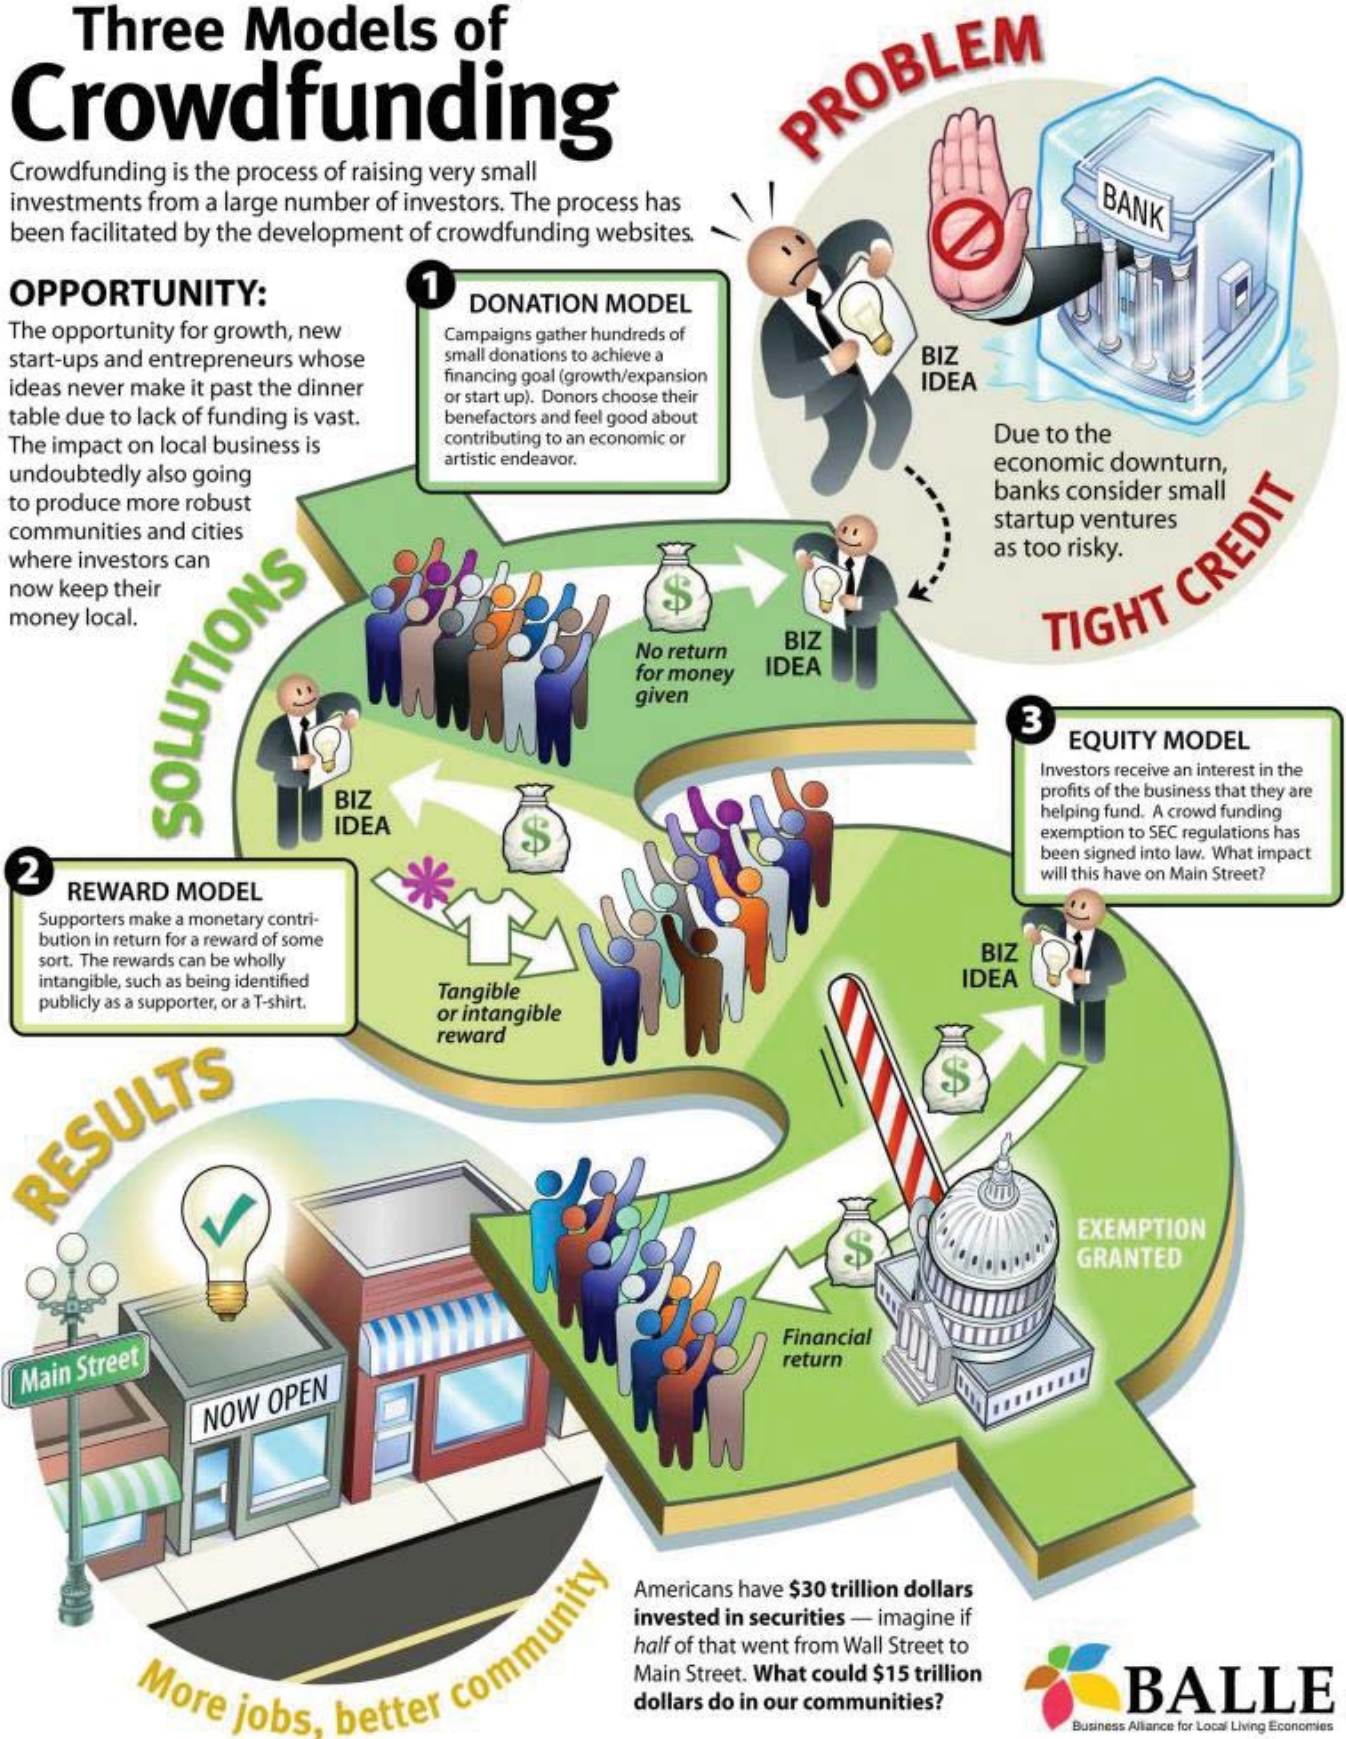 Three Models of
Crowdfunding
Crowdfunding is the process of raising very small
investments from a large number of investors. The process has
been facilitated by the development of crowdfunding websites.
OPPORTUNITY:
The opportunity for growth, new
start-ups and entrepreneurs whose
ideas never make it past the dinner
table due to lack of funding is vast.
The impact on local business is
undoubtedly also going
to produce more robust
communities and cities
where investors can
now keep their
money local.
PROBLEM
BANK
BIZ
IDEA
Due to the
economic downturn,
banks consider small
startup ventures
as too risky.
TIGHT CREDIT
SOLUTIONS
1
DONATION MODEL
Campaigns gather hundreds of
small donations to achieve a
financing goal (growth/expansion
or start up). Donors choose their
benefactors and feel good about
contributing to an economic or
artistic endeavor.
$
No return
for money
given
BIZ
IDEA
2
REWARD MODEL
Supporters make a monetary contri-
bution in return for a reward of some
sort. The rewards can be wholly
intangible, such as being identified
publicly as a supporter, or a T-shirt.
BIZ
IDEA
$
Tangible
or intangible
reward
3
EQUITY MODEL
Investors receive an interest in the
profits of the business that they are
helping fund. A crowd funding
exemption to SEC regulations has
been signed into law. What impact
will this have on Main Street?
BIZ
IDEA
$
$
EXEMPTION
GRANTED
Financial
return
RESULTS
Main Street
NOW OPEN
More jobs, better community
Americans have $30 trillion dollars
invested in securities — imagine if
half of that went from Wall Street to
Main Street. What could $15 trillion
dollars do in our communities?
BALLE
Business Alliance for Local Living Economies